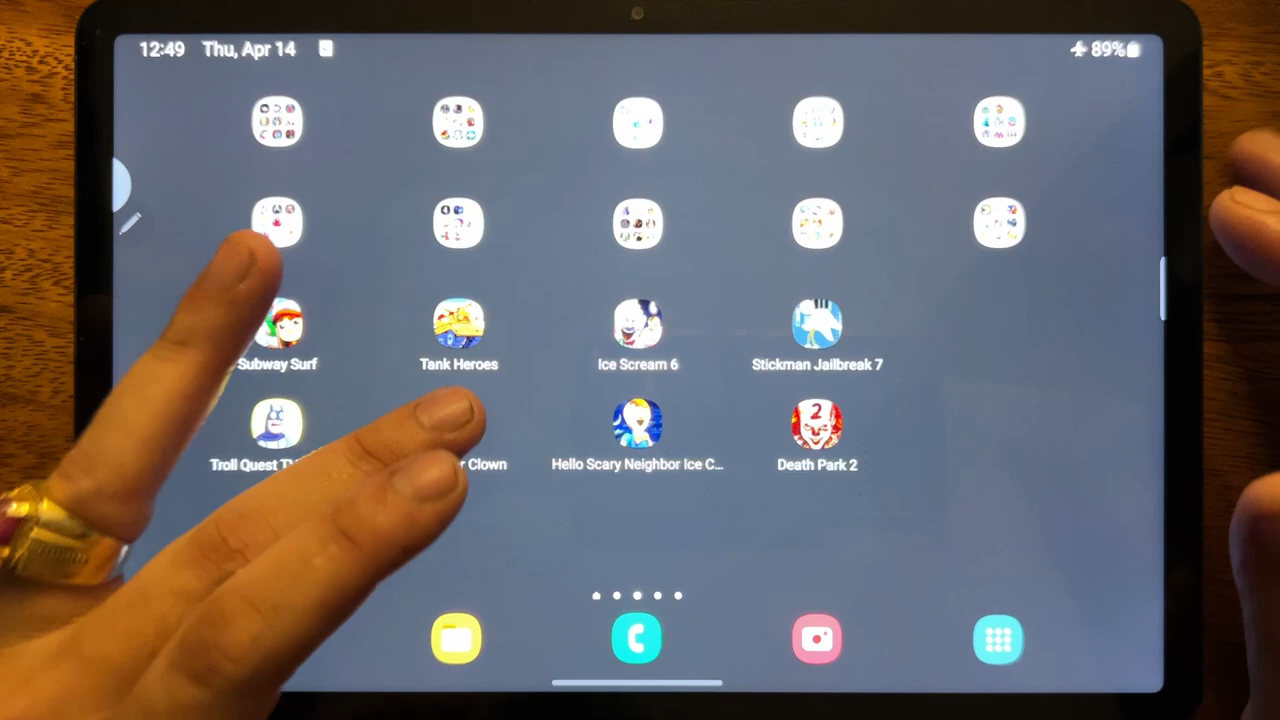 12:49 Thu, Apr 14 89%
Subway Surf Tank Heroes Ice Scream 6 Stickman Jailbreak 7
2
Troll Quest Clown Hello Scary Neighbor Ice C... Death Park 2